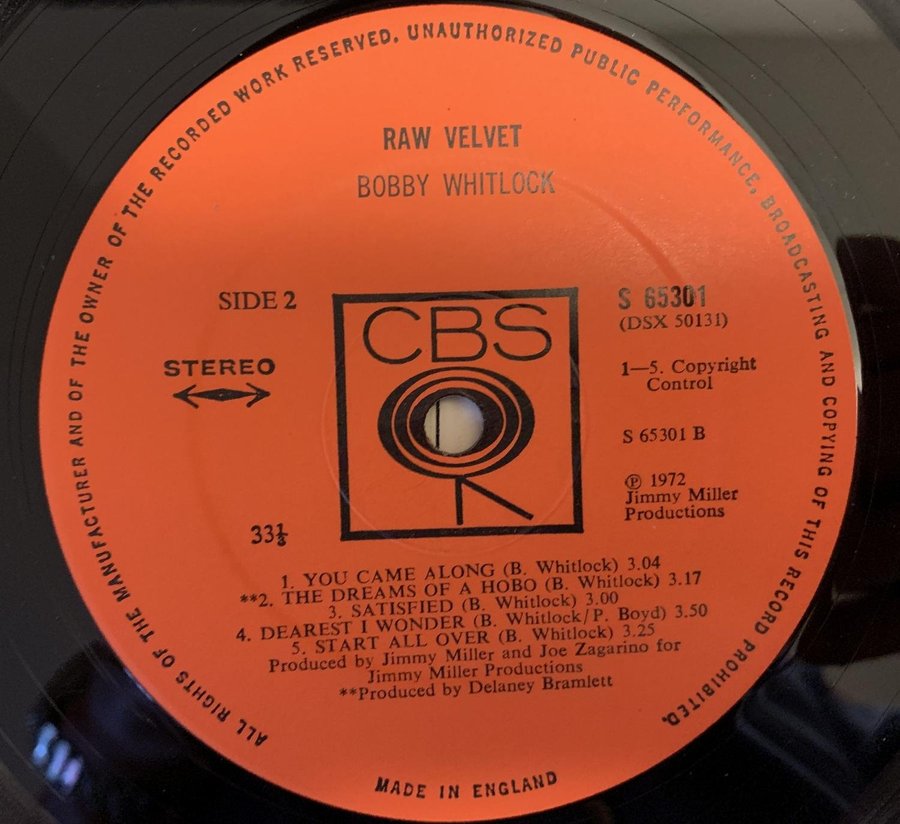 ALL RIGHTS OF THE MANUFACTURER AND OF THE OWNER OF THE RECORDED WORK RESERVED. UNAUTHORIZED PUBLIC PERFORMANCE, BROADCASTING AND COPYING OF THIS RECORD PROHIBITED.
RAW VELVET
BOBBY WHITLOCK
SIDE 2
STEREO
33⅓
CBS
S 65301
(DSX 50131)
1—5. Copyright
Control
S 65301 B
℗ 1972
Jimmy Miller
Productions
1. YOU CAME ALONG (B. Whitlock) 3.04
**2. THE DREAMS OF A HOBO (B. Whitlock) 3.17
3. SATISFIED (B. Whitlock) 3.00
4. DEAREST I WONDER (B. Whitlock/P. Boyd) 3.50
5. START ALL OVER (B. Whitlock) 3.25
Produced by Jimmy Miller and Joe Zagarino for
Jimmy Miller Productions
**Produced by Delaney Bramlett
MADE IN ENGLAND